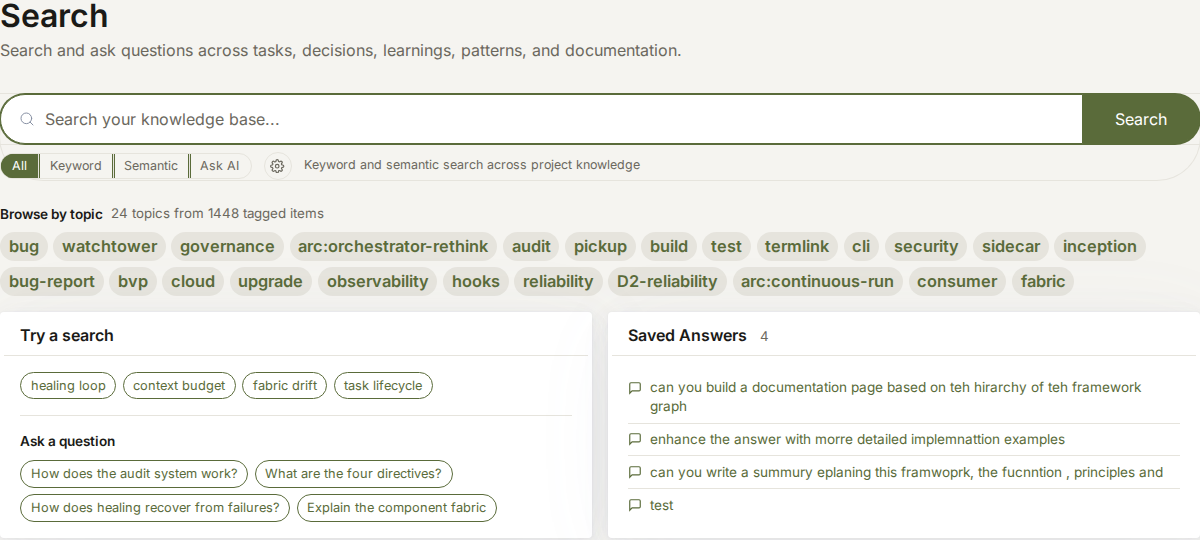 Search
Search and ask questions across tasks, decisions, learnings, patterns, and documentation.
Search your knowledge base...
Search
All Keyword Semantic Ask AI Keyword and semantic search across project knowledge
Browse by topic 24 topics from 1448 tagged items
bug watchtower governance arc:orchestrator-rethink audit pickup build test termlink cli security sidecar inception
bug-report bvp cloud upgrade observability hooks reliability D2-reliability arc:continuous-run consumer fabric
Try a search
healing loop context budget fabric drift task lifecycle
Ask a question
How does the audit system work? What are the four directives?
How does healing recover from failures? Explain the component fabric
Saved Answers 4
can you build a documentation page based on teh hirarchy of teh framework
graph
enhance the answer with morre detailed implemnattion examples
can you write a summury eplaning this framwoprk, the fucnntion , principles and
test